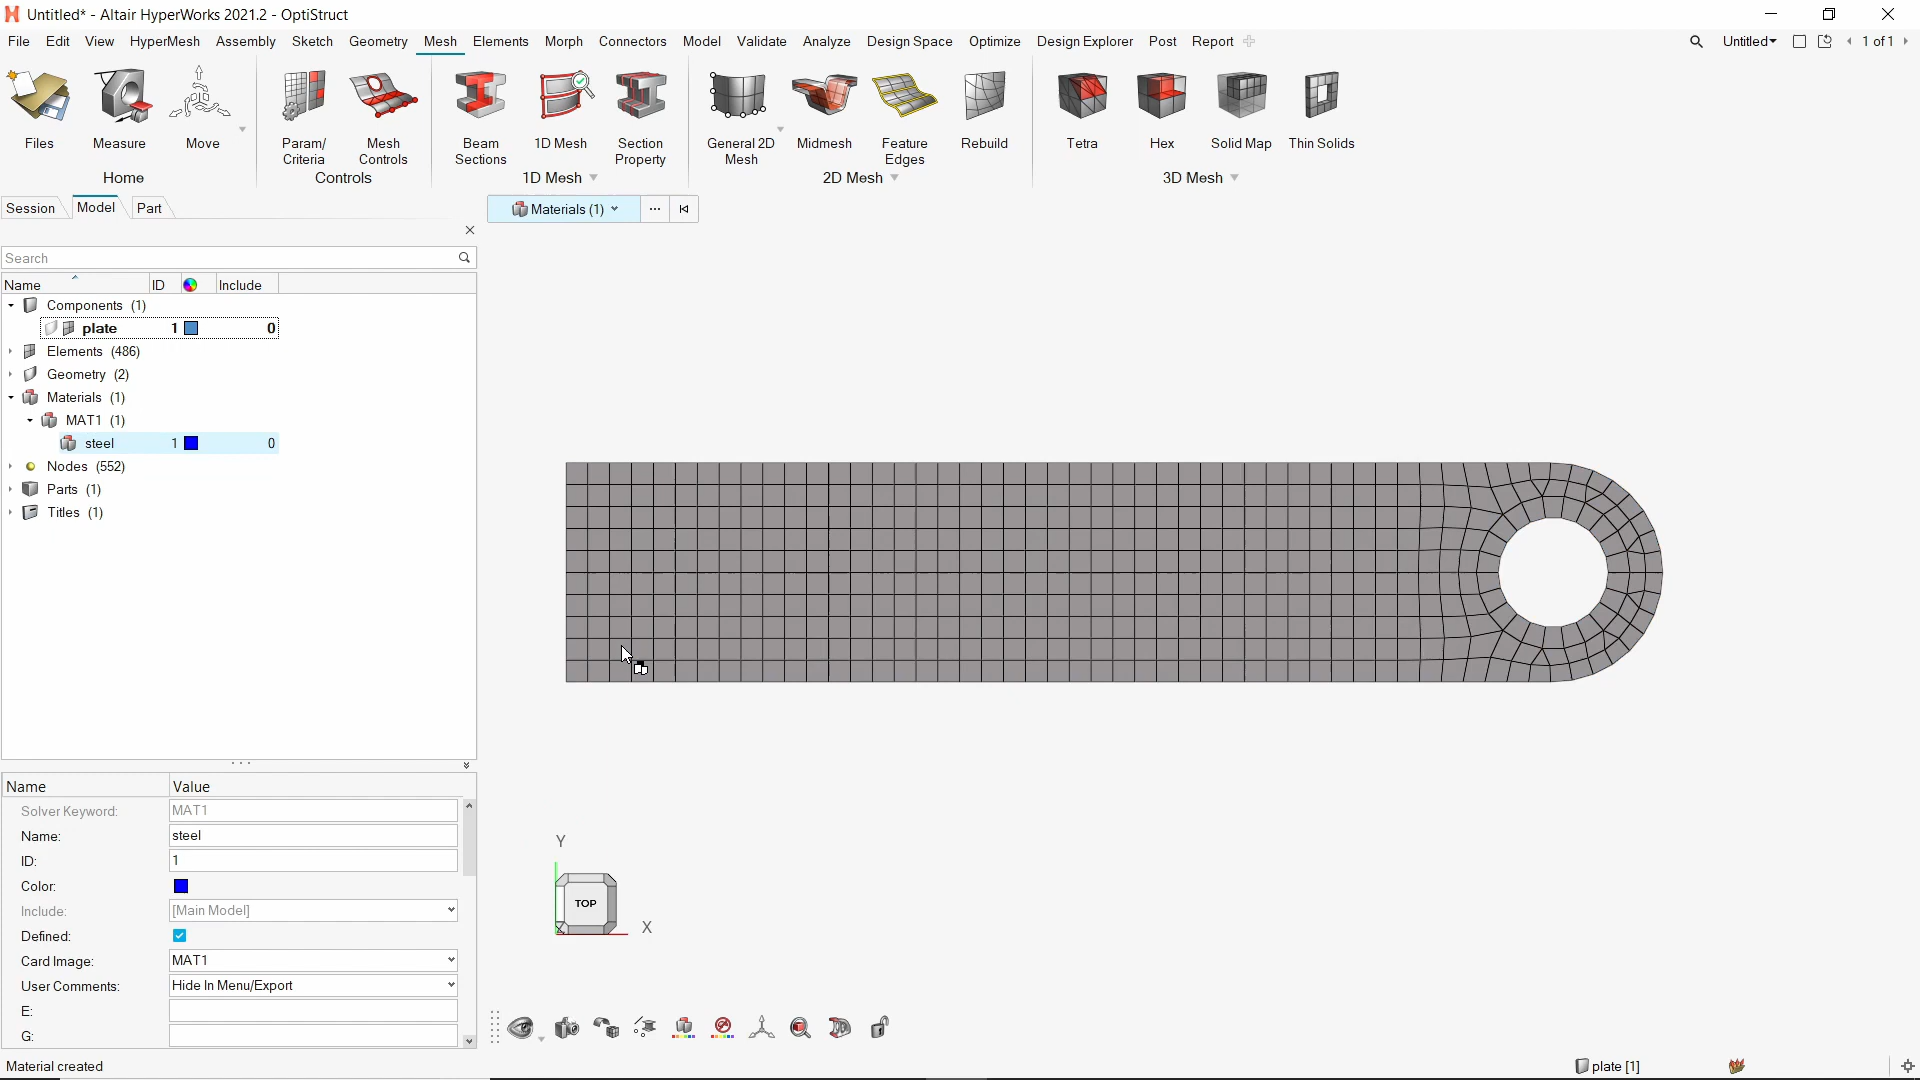 Untitled* - Altair HyperWorks 2021.2 - OptiStruct
File Edit View HyperMesh Assembly Sketch Geometry Mesh Elements Morph Connectors Model Validate Analyze Design Space Optimize Design Explorer Post Report Untitled 1 of 1
Files Measure Move Param/ Criteria Mesh Controls Beam Sections 1D Mesh Section Property General 2D Mesh Midmesh Feature Edges Rebuild Tetra Hex Solid Map Thin Solids
Home Controls 1D Mesh 2D Mesh 3D Mesh
Session Model Part Materials (1) ...
Search
Name ID Include
Components (1)
plate 1 0
Elements (486)
Geometry (2)
Materials (1)
MAT1 (1)
steel 1 0
Nodes (552)
Parts (1)
Titles (1)
Name Value
Solver Keyword: MAT1
Name: steel
ID: 1
Color:
Include: [Main Model]
Defined:
Card Image: MAT1
User Comments: Hide In Menu/Export
E:
G:
Y
TOP
X
Material created plate [1]